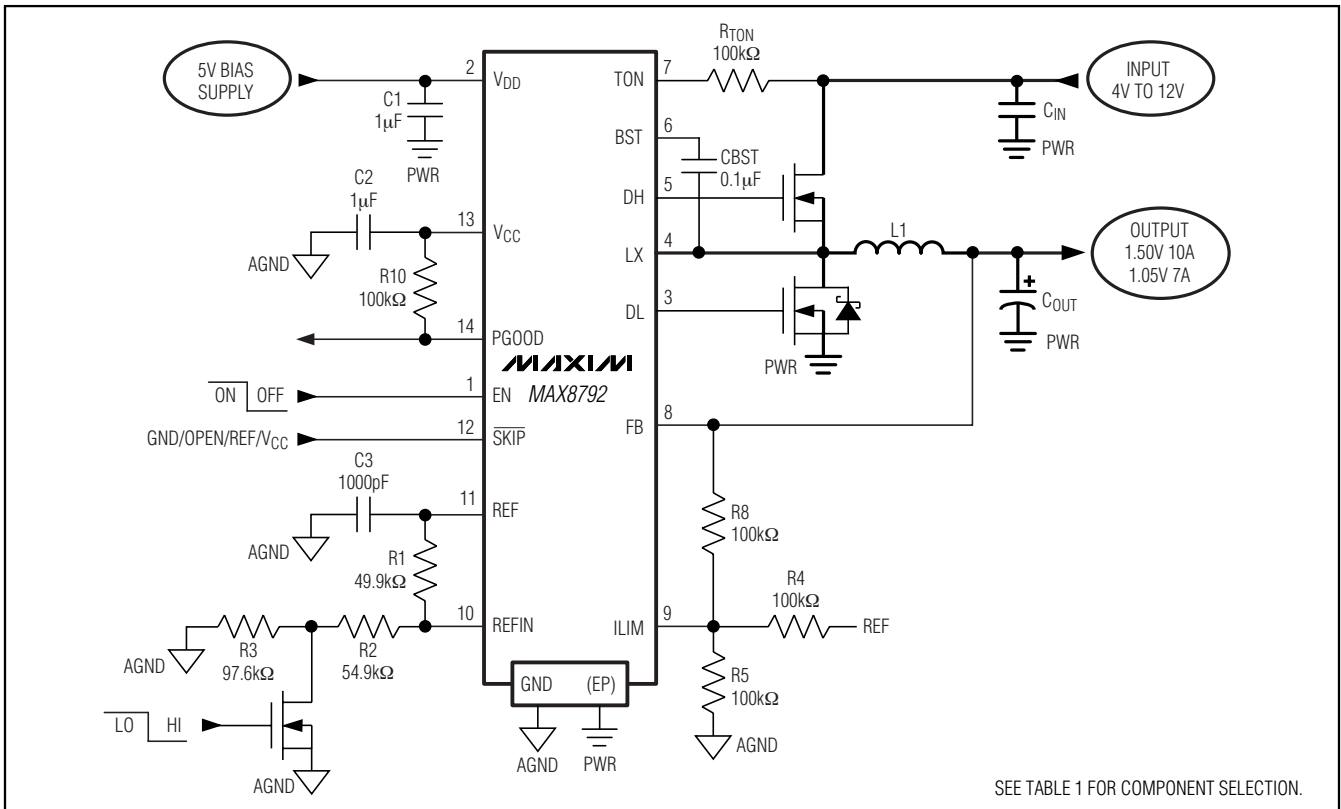 5V BIAS
SUPPLY
2
VDD
C1
1µF
PWR
C2
1µF
13
VCC
AGND
R10
100kΩ
14
PGOOD
MAXIM
MAX8792
ON OFF
1
EN
GND/OPEN/REF/VCC
12
SKIP
C3
1000pF
11
REF
AGND
R1
49.9kΩ
10
REFIN
R3
97.6kΩ
R2
54.9kΩ
AGND
LO HI
AGND
GND (EP)
AGND
PWR
TON
7
RTON
100kΩ
INPUT
4V TO 12V
CIN
PWR
BST
6
CBST
0.1µF
DH
5
LX
4
L1
OUTPUT
1.50V 10A
1.05V 7A
COUT
PWR
DL
3
PWR
FB
8
R8
100kΩ
R4
100kΩ
REF
ILIM
9
R5
100kΩ
AGND
SEE TABLE 1 FOR COMPONENT SELECTION.